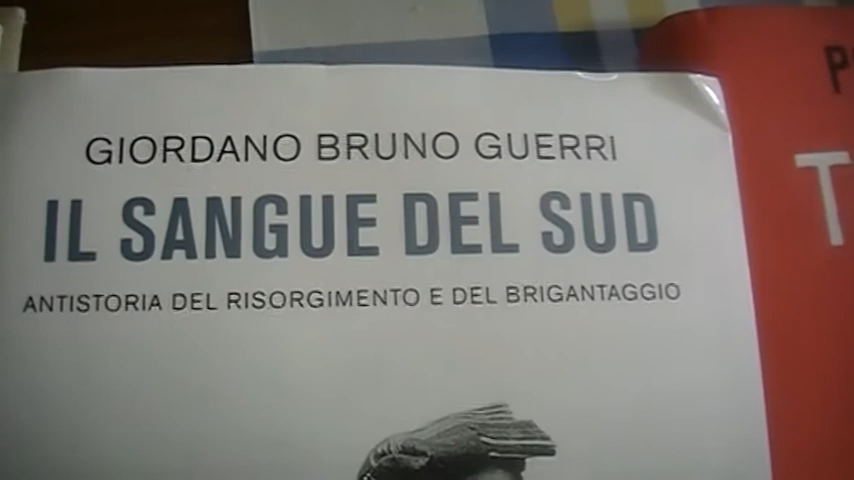 GIORDANO BRUNO GUERRI
IL SANGUE DEL SUD
ANTISTORIA DEL RISORGIMENTO E DEL BRIGANTAGGIO